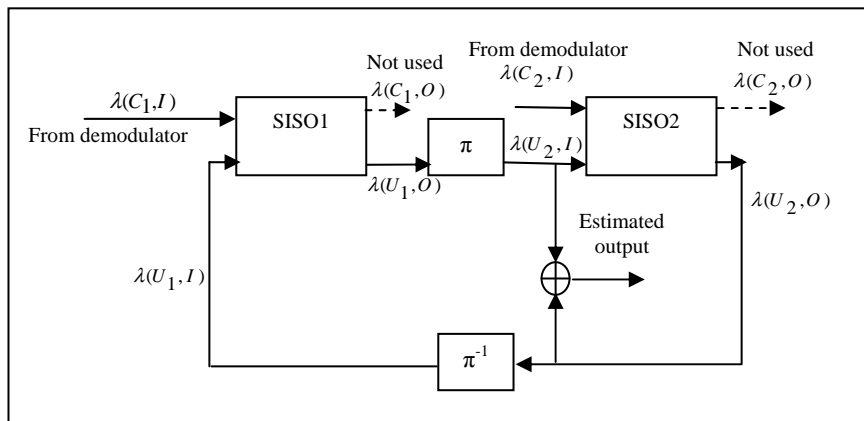 Not used
λ(C₁,O)
From demodulator
λ(C₂,I)
Not used
λ(C₂,O)
λ(C₁,I)
From demodulator
SISO1
π
λ(U₁,O)
λ(U₂,I)
SISO2
λ(U₂,O)
Estimated
output
λ(U₁,I)
π⁻¹